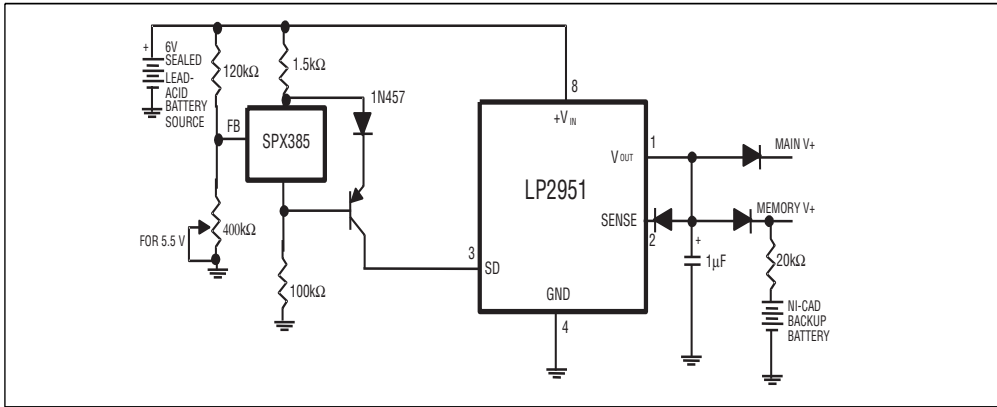 + 6V
SEALED
LEAD-
ACID
BATTERY
SOURCE
120kΩ
1.5kΩ
1N457
FB
SPX385
FOR 5.5 V
400kΩ
100kΩ
8
+VIN
1
VOUT
LP2951
SENSE
2
3
SD
GND
4
MAIN V+
MEMORY V+
+
1µF
20kΩ
NI-CAD
BACKUP
BATTERY